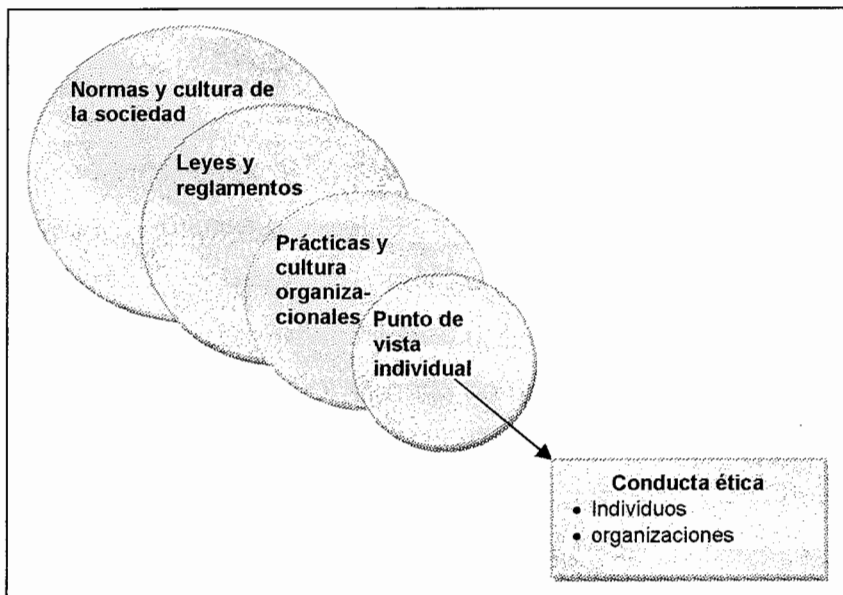 Normas y cultura de
la sociedad
Leyes y
reglamentos
Prácticas y
cultura
organiza-
cionales
Punto de
vista
individual
Conducta ética
• Individuos
• organizaciones